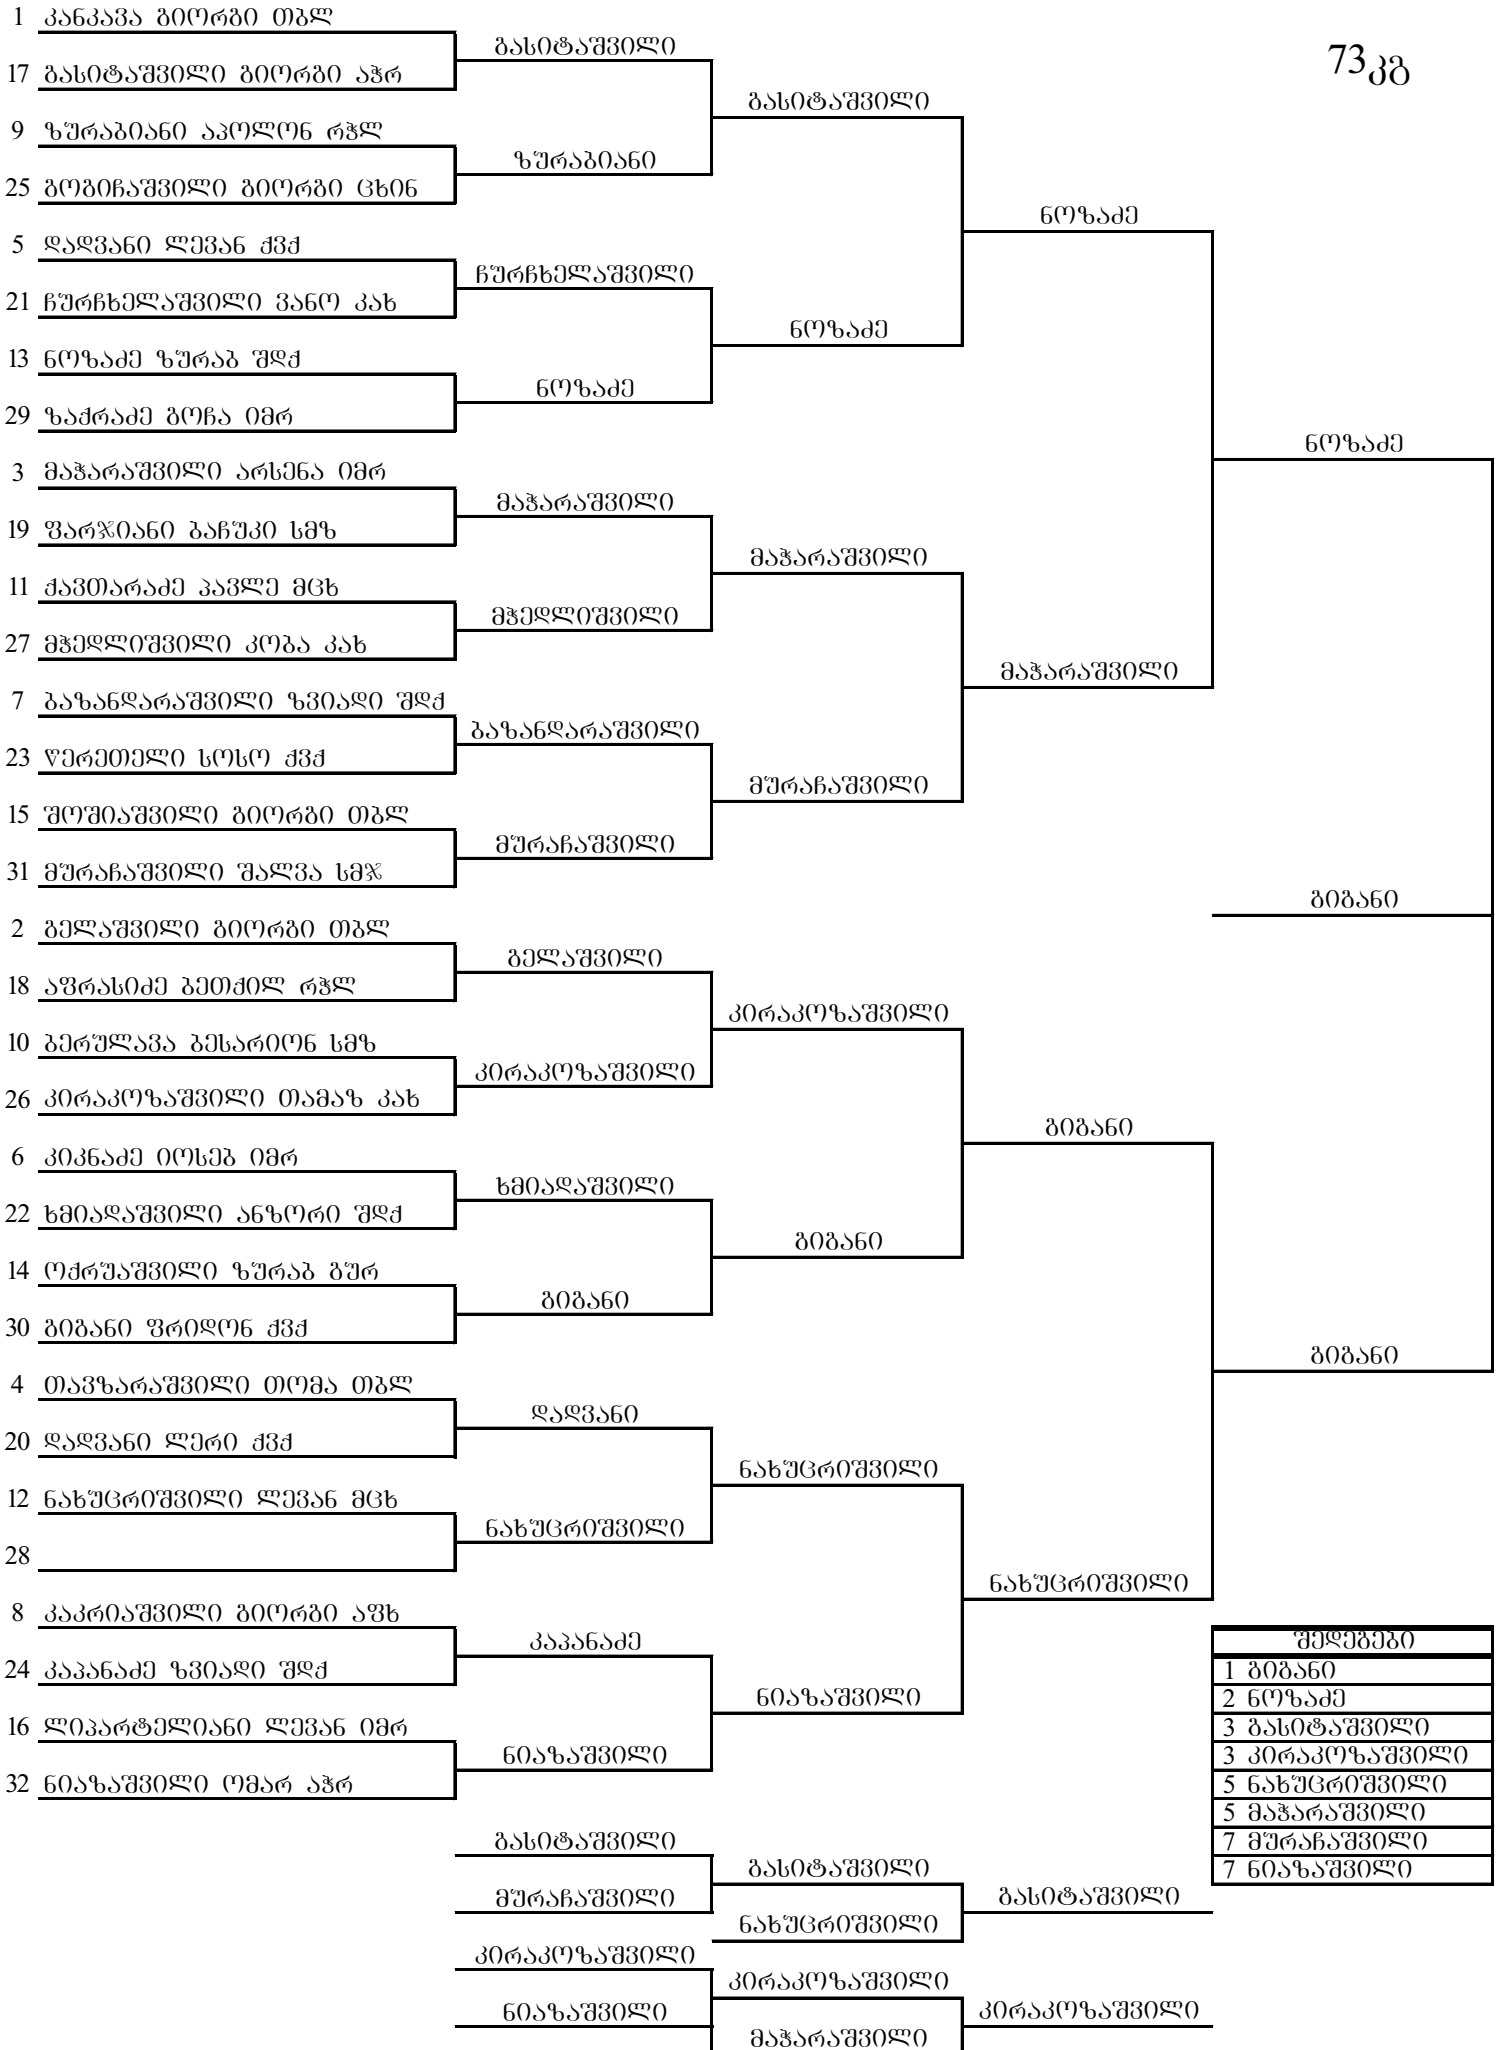 73კგ
1 კანკავა გიორგი თბლ
17 გასიტაშვილი გიორგი აჭრ
9 ზურაბიანი აპოლონ რჭლ
25 გოგიჩაშვილი გიორგი ცხინ
5 დადვანი ლევან ქვქ
21 ჩურჩხელაშვილი ვანო კახ
13 ნოზაძე ზურაბ შდქ
29 ზაქრაძე გოჩა იმრ
3 მაჭარაშვილი არსენა იმრ
19 ფარჯიანი ბაჩუკი სმზ
11 ქავთარაძე პავლე მცხ
27 მჭედლიშვილი კობა კახ
7 ბაზანდარაშვილი ზვიადი შდქ
23 წერეთელი სოსო ქვქ
15 შოშიაშვილი გიორგი თბლ
31 მურაჩაშვილი შალვა სმჯ
2 გელაშვილი გიორგი თბლ
18 აფრასიძე ბეთქილ რჭლ
10 ბერულავა ბესარიონ სმზ
26 კირაკოზაშვილი თამაზ კახ
6 კიკნაძე იოსებ იმრ
22 ხმიადაშვილი ანზორი შდქ
14 ოქრუაშვილი ზურაბ გურ
30 გიგანი ფრიდონ ქვქ
4 თავზარაშვილი თომა თბლ
20 დადვანი ლერი ქვქ
12 ნახუცრიშვილი ლევან მცხ
28
8 კაკრიაშვილი გიორგი აფხ
24 კაპანაძე ზვიადი შდქ
16 ლიპარტელიანი ლევან იმრ
32 ნიაზაშვილი ომარ აჭრ
გასიტაშვილი
ზურაბიანი
ჩურჩხელაშვილი
ნოზაძე
მაჭარაშვილი
მჭედლიშვილი
ბაზანდარაშვილი
მურაჩაშვილი
გელაშვილი
კირაკოზაშვილი
ხმიადაშვილი
გიგანი
დადვანი
ნახუცრიშვილი
კაპანაძე
ნიაზაშვილი
გასიტაშვილი
ნოზაძე
მაჭარაშვილი
მურაჩაშვილი
კირაკოზაშვილი
გიგანი
ნახუცრიშვილი
ნიაზაშვილი
ნოზაძე
მაჭარაშვილი
გიგანი
ნახუცრიშვილი
ნოზაძე
გიგანი
გიგანი
შედეგები
1 გიგანი
2 ნოზაძე
3 გასიტაშვილი
3 კირაკოზაშვილი
5 ნახუცრიშვილი
5 მაჭარაშვილი
7 მურაჩაშვილი
7 ნიაზაშვილი
გასიტაშვილი
მურაჩაშვილი
გასიტაშვილი
ნახუცრიშვილი
გასიტაშვილი
კირაკოზაშვილი
ნიაზაშვილი
კირაკოზაშვილი
მაჭარაშვილი
კირაკოზაშვილი